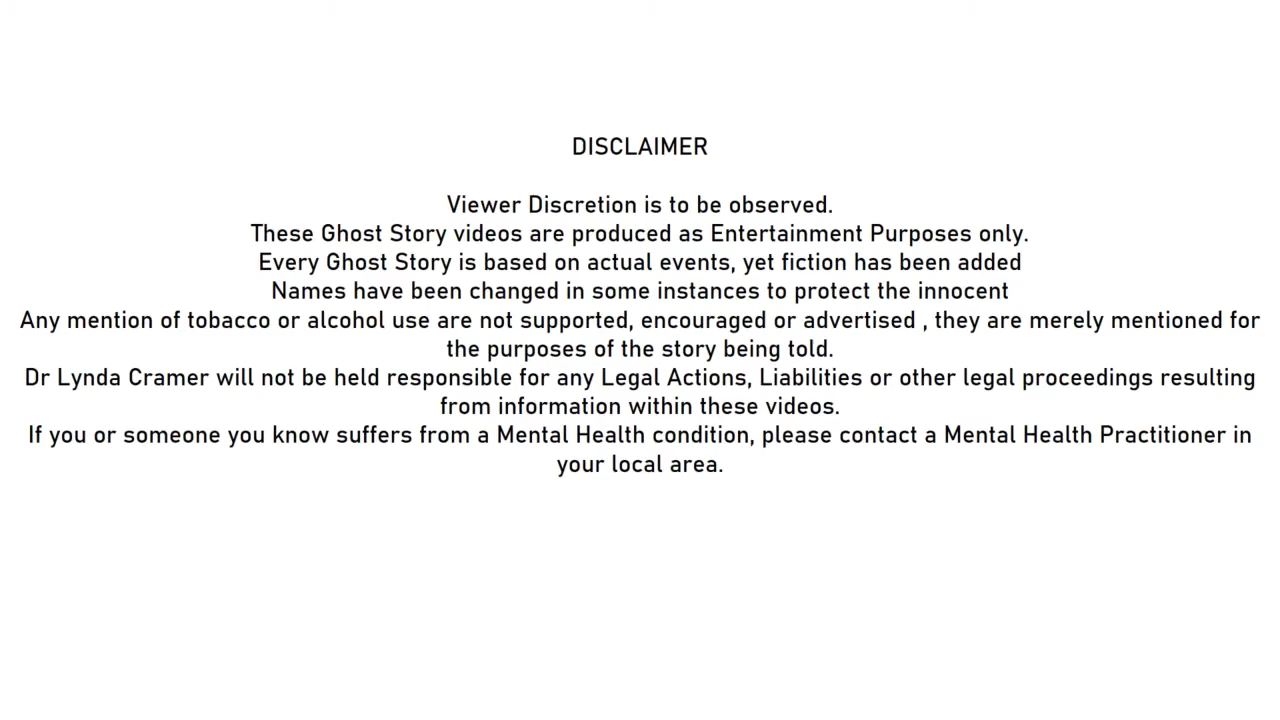 DISCLAIMER
Viewer Discretion is to be observed.
These Ghost Story videos are produced as Entertainment Purposes only.
Every Ghost Story is based on actual events, yet fiction has been added
Names have been changed in some instances to protect the innocent
Any mention of tobacco or alcohol use are not supported, encouraged or advertised , they are merely mentioned for
the purposes of the story being told.
Dr Lynda Cramer will not be held responsible for any Legal Actions, Liabilities or other legal proceedings resulting
from information within these videos.
If you or someone you know suffers from a Mental Health condition, please contact a Mental Health Practitioner in
your local area.